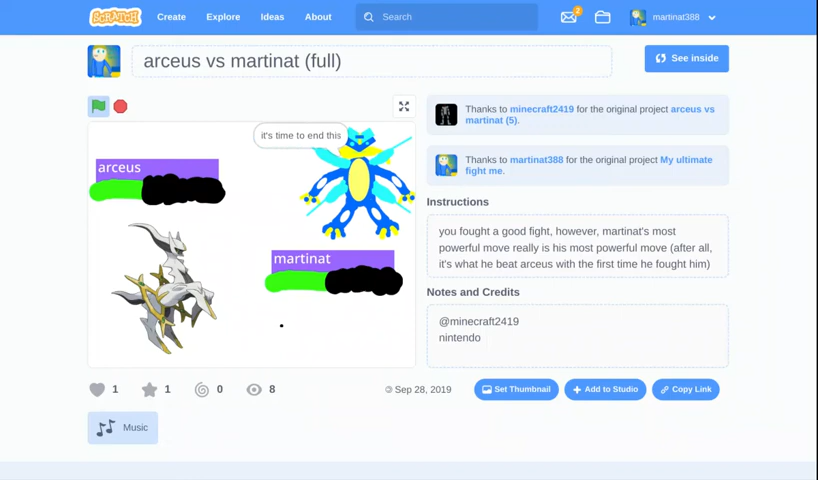 SCRATCH Create Explore Ideas About Search 2 martinat388
arceus vs martinat (full)
See inside
it's time to end this
arceus
martinat
Thanks to minecraft2419 for the original project arceus vs
martinat (5).
Thanks to martinat388 for the original project My ultimate
fight me.
Instructions
you fought a good fight, however, martinat's most
powerful move really is his most powerful move (after all,
it's what he beat arceus with the first time he fought him)
Notes and Credits
@minecraft2419
nintendo
1 1 0 8 © Sep 28, 2019 Set Thumbnail Add to Studio Copy Link
Music